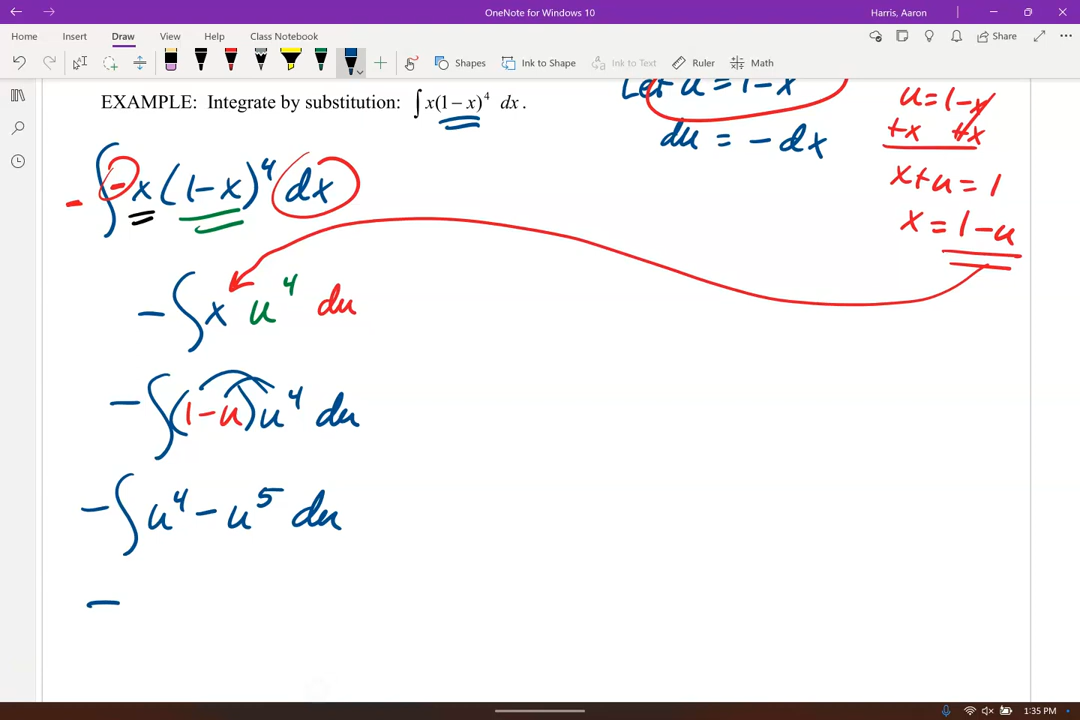 OneNote for Windows 10
Harris, Aaron
Home Insert Draw View Help Class Notebook
Share
Shapes Ink to Shape Ink to Text Ruler Math
EXAMPLE: Integrate by substitution: ∫ x(1 − x)⁴ dx .
Let u = 1 − x
du = − dx
u = 1 − x
+x +x
x + u = 1
x = 1 − u
− ∫ − x (1 − x)⁴ dx
− ∫ x u⁴ du
− ∫ (1 − u) u⁴ du
− ∫ u⁴ − u⁵ du
−
1:35 PM